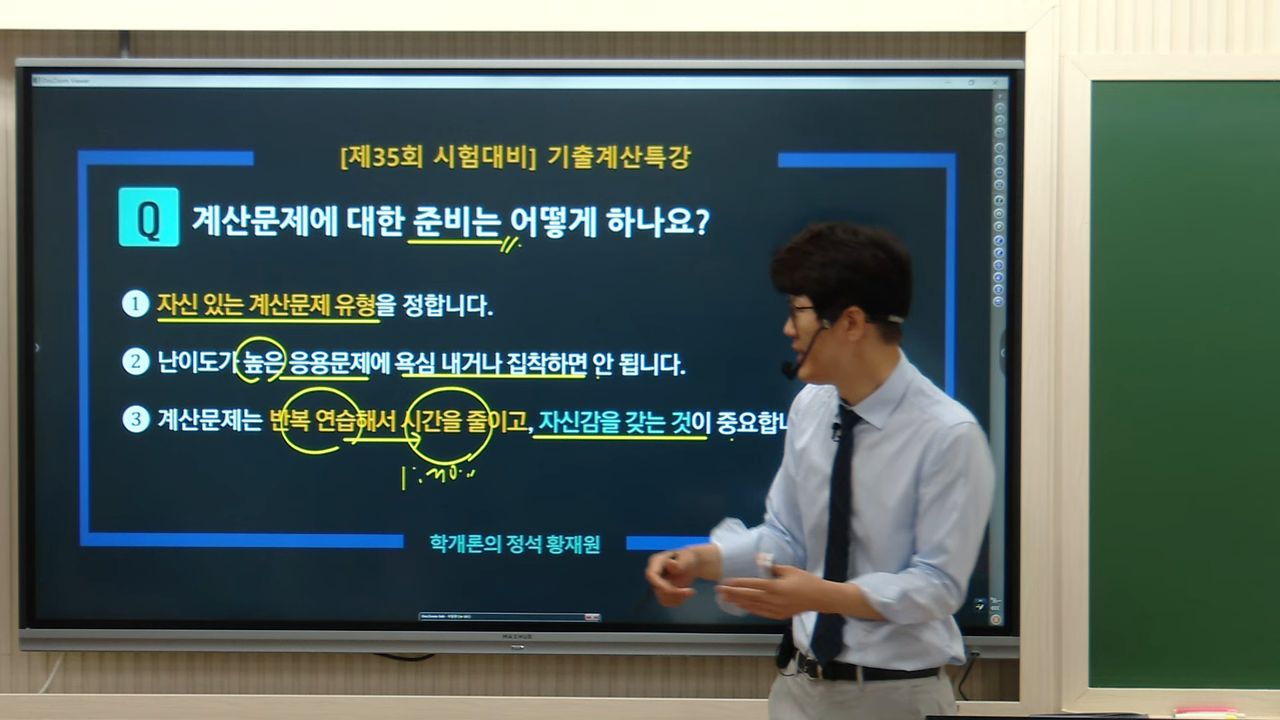 [제35회 시험대비] 기출계산특강
Q 계산문제에 대한 준비는 어떻게 하나요?
1 자신 있는 계산문제 유형을 정합니다.
2 난이도가 높은 응용문제에 욕심 내거나 집착하면 안 됩니다.
3 계산문제는 반복 연습해서 시간을 줄이고, 자신감을 갖는 것이 중요합니
학개론의 정석 황재원
MAXHUB